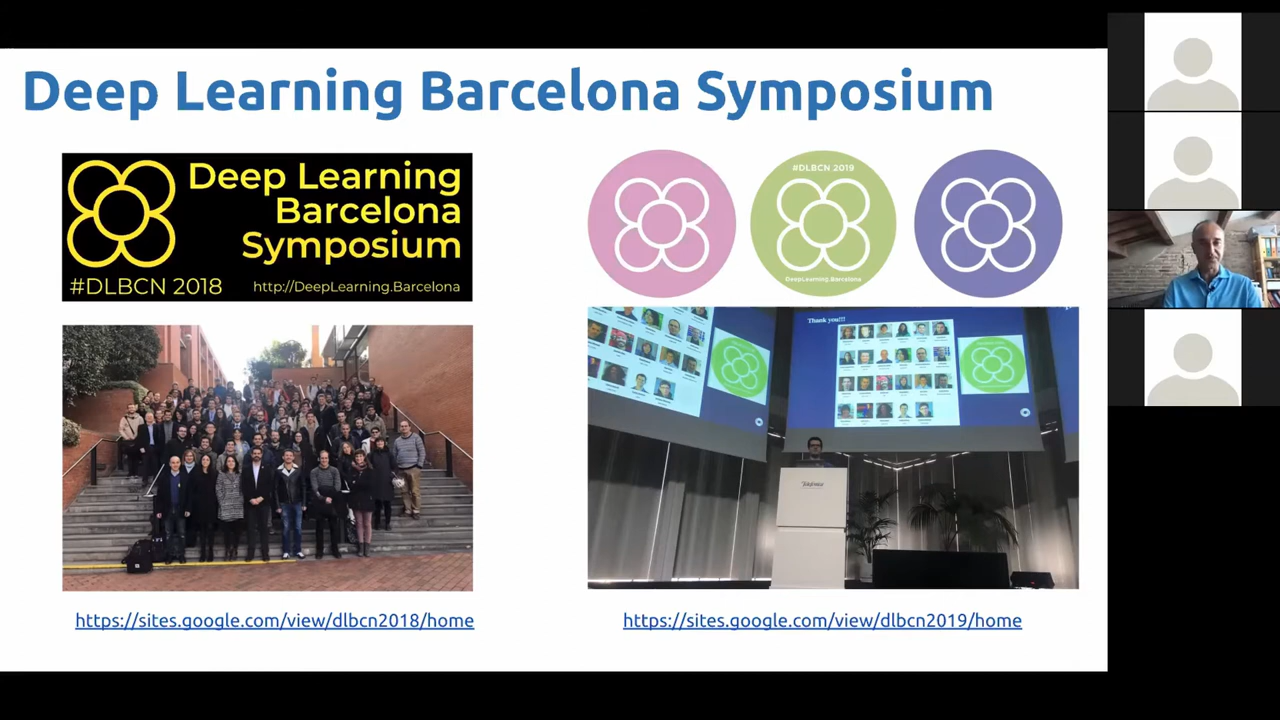 Deep Learning Barcelona Symposium
Deep Learning
Barcelona
Symposium
#DLBCN 2018
http://DeepLearning.Barcelona
#DLBCN 2019
DeepLearning.Barcelona
Thank you!!!
Telefónica
https://sites.google.com/view/dlbcn2018/home
https://sites.google.com/view/dlbcn2019/home